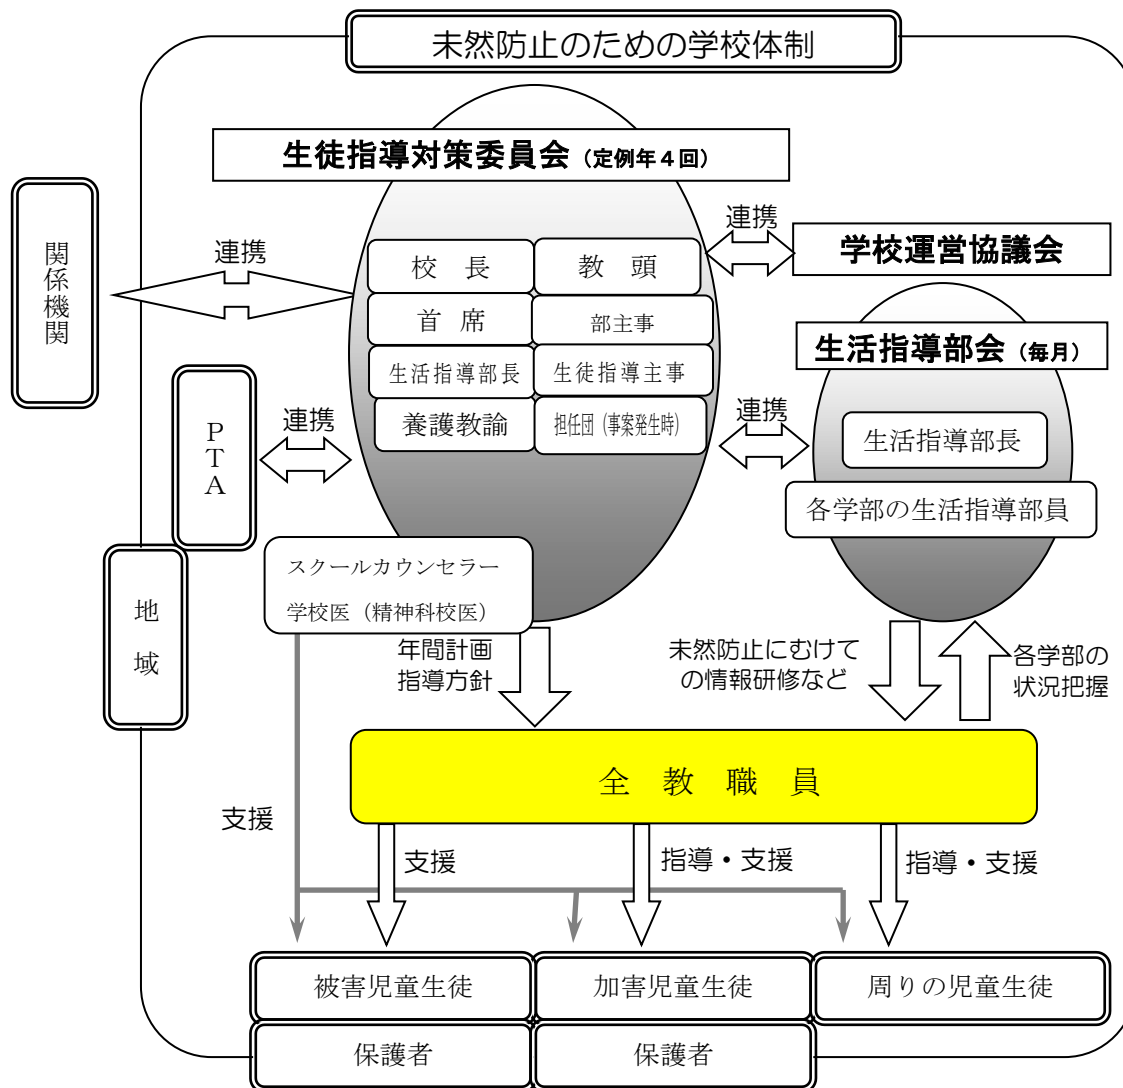 未然防止のための学校体制
生徒指導対策委員会（定例年４回）
関係機関
連携
連携
学校運営協議会
校　長
教　頭
首　席
部主事
生活指導部長
生徒指導主事
養護教諭
担任団（事案発生時）
生活指導部会（毎月）
PTA
連携
連携
生活指導部長
各学部の生活指導部員
地域
スクールカウンセラー
学校医（精神科校医）
年間計画
指導方針
未然防止にむけて
の情報研修など
各学部の
状況把握
全　教　職　員
支援
支援
指導・支援
指導・支援
被害児童生徒
加害児童生徒
周りの児童生徒
保護者
保護者